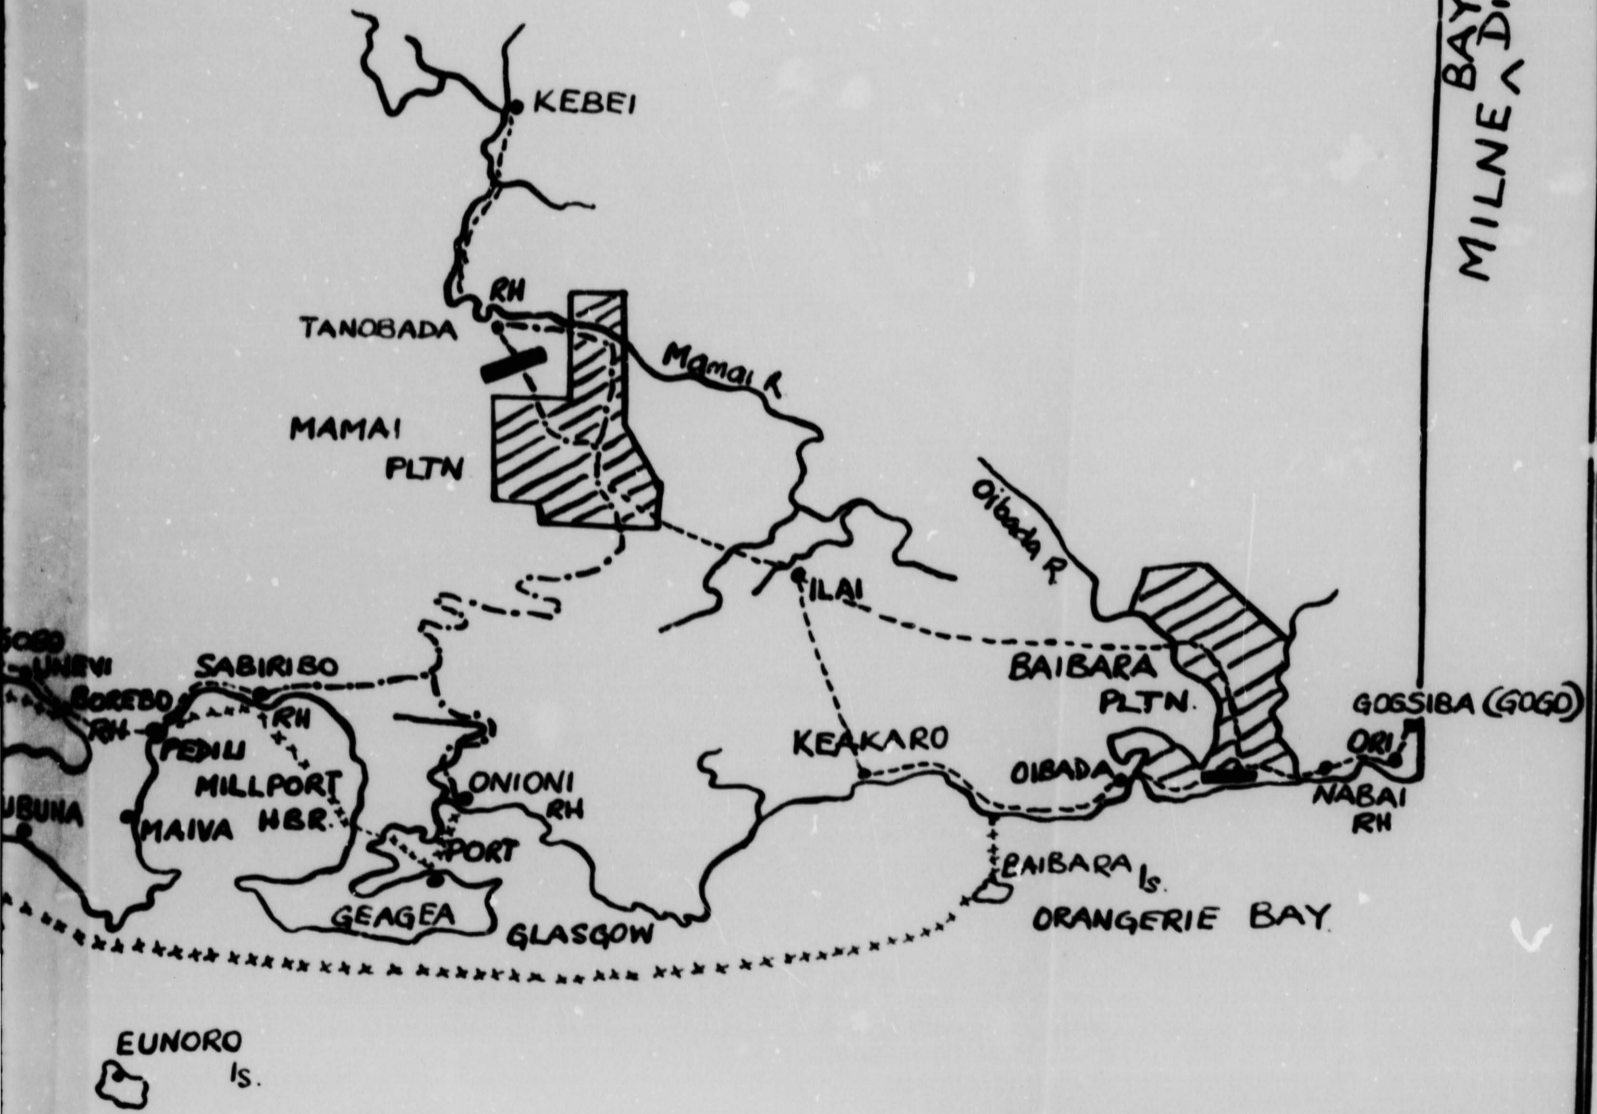 BAY
MILNE ^
KEBEI
RH
TANOBADA
Mamai R
MAMAI
PLTN
Oibada R
ILAI
UNEVI
SABIRIBO
BAIBARA
PLTN.
BOREBO
RH
RH
PEDILI
GOSSIBA (GOGO)
ORI
KEAKARO
OIBADA
MILLPORT
HBR.
ONIONI
RH
NABAI
RH
MAIVA
PORT
GLASGOW
GEAGEA
BAIBARA Is.
ORANGERIE BAY
EUNORO
Is.